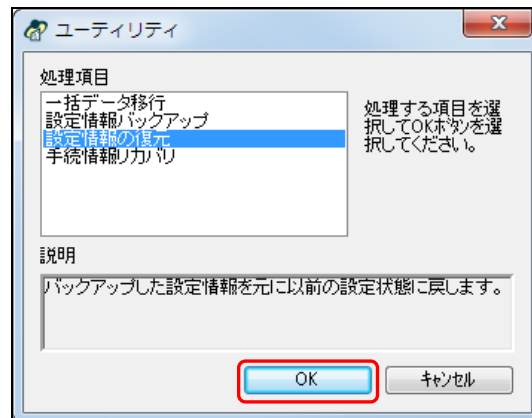 ユーティリティ
処理項目
一括データ移行
設定情報バックアップ
設定情報の復元
手続情報リカバリ
処理する項目を選
択してOKボタンを選
択してください。
説明
バックアップした設定情報を元に以前の設定状態に戻します。
OK
キャンセル